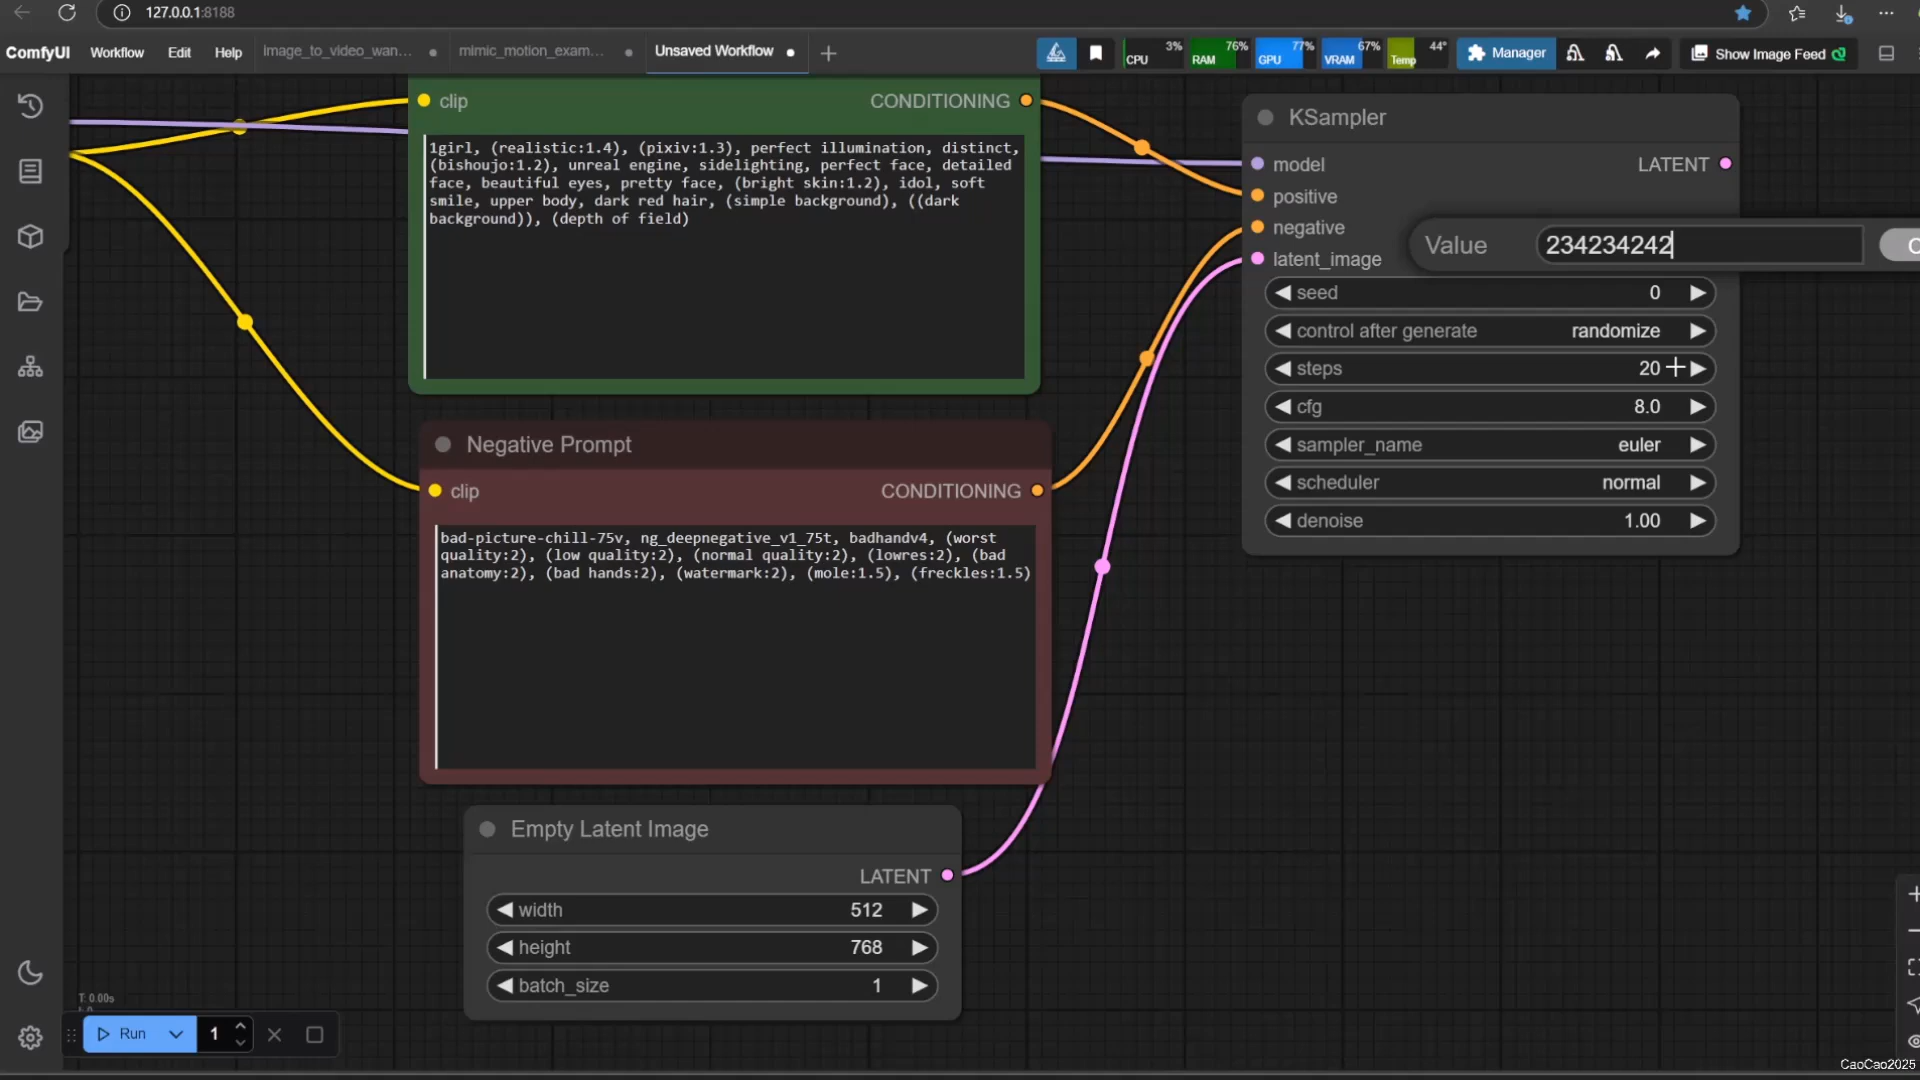 127.0.0.1:8188
ComfyUI Workflow Edit Help image_to_video_wan... mimic_motion_exam... Unsaved Workflow CPU 3% RAM 76% GPU 77% VRAM 67% Temp 44° Manager Show Image Feed
clip CONDITIONING
1girl, (realistic:1.4), (pixiv:1.3), perfect illumination, distinct,
(bishoujo:1.2), unreal engine, sidelighting, perfect face, detailed
face, beautiful eyes, pretty face, (bright skin:1.2), idol, soft
smile, upper body, dark red hair, (simple background), ((dark
background)), (depth of field)
KSampler
model LATENT
positive
negative
latent_image
Value 234234242
seed 0
control after generate randomize
steps 20
cfg 8.0
sampler_name euler
scheduler normal
denoise 1.00
Negative Prompt
clip CONDITIONING
bad-picture-chill-75v, ng_deepnegative_v1_75t, badhandv4, (worst
quality:2), (low quality:2), (normal quality:2), (lowres:2), (bad
anatomy:2), (bad hands:2), (watermark:2), (mole:1.5), (freckles:1.5)
Empty Latent Image
LATENT
width 512
height 768
batch_size 1
T: 0.00s
Run 1
CaoCao2025